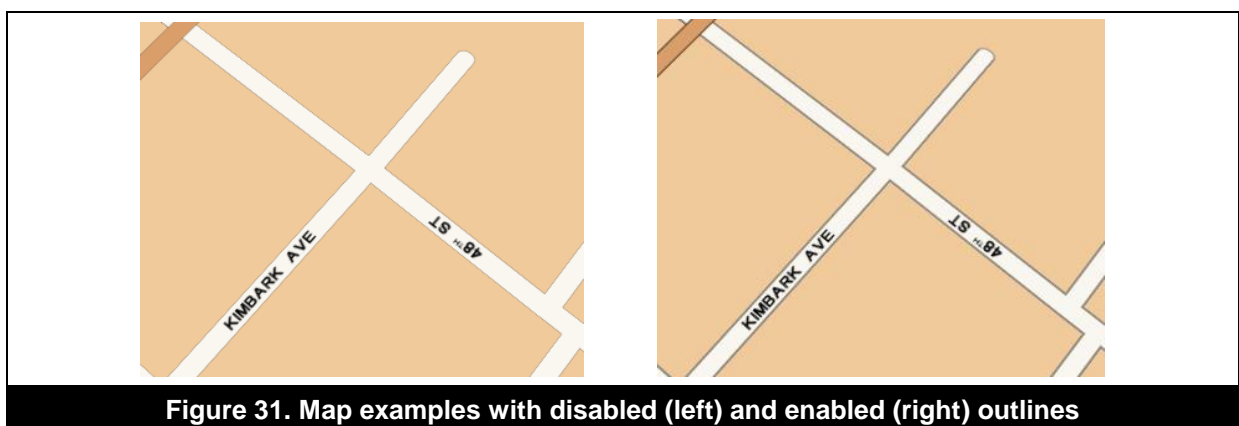 KIMBARK AVE
48TH ST
KIMBARK AVE
48TH ST
Figure 31. Map examples with disabled (left) and enabled (right) outlines